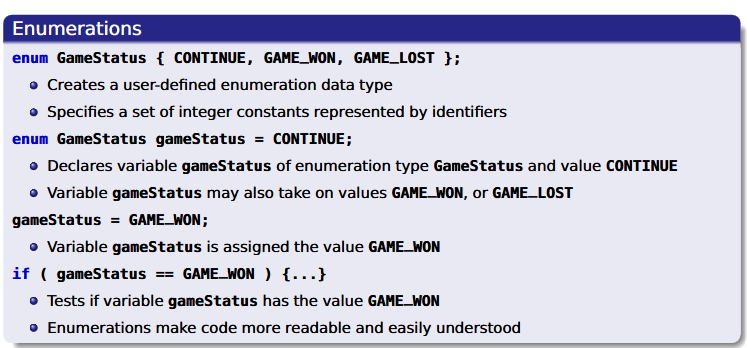 Enumerations
enum GameStatus { CONTINUE, GAME_WON, GAME_LOST };
Creates a user-defined enumeration data type
Specifies a set of integer constants represented by identifiers
enum GameStatus gameStatus = CONTINUE;
Declares variable gameStatus of enumeration type GameStatus and value CONTINUE
Variable gameStatus may also take on values GAME_WON, or GAME_LOST
gameStatus = GAME_WON;
Variable gameStatus is assigned the value GAME_WON
if ( gameStatus == GAME_WON ) {...}
Tests if variable gameStatus has the value GAME_WON
Enumerations make code more readable and easily understood